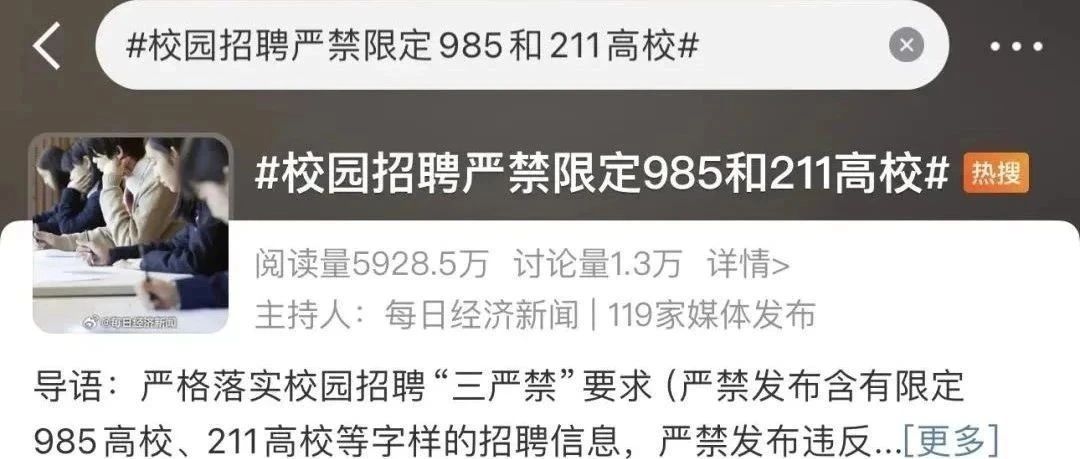 #校园招聘严禁限定985和211高校#
#校园招聘严禁限定985和211高校# 热搜
阅读量5928.5万 讨论量1.3万 详情>
主持人：每日经济新闻 | 119家媒体发布
@每日经济新闻
导语：严格落实校园招聘“三严禁”要求（严禁发布含有限定
985高校、211高校等字样的招聘信息，严禁发布违反...[更多]